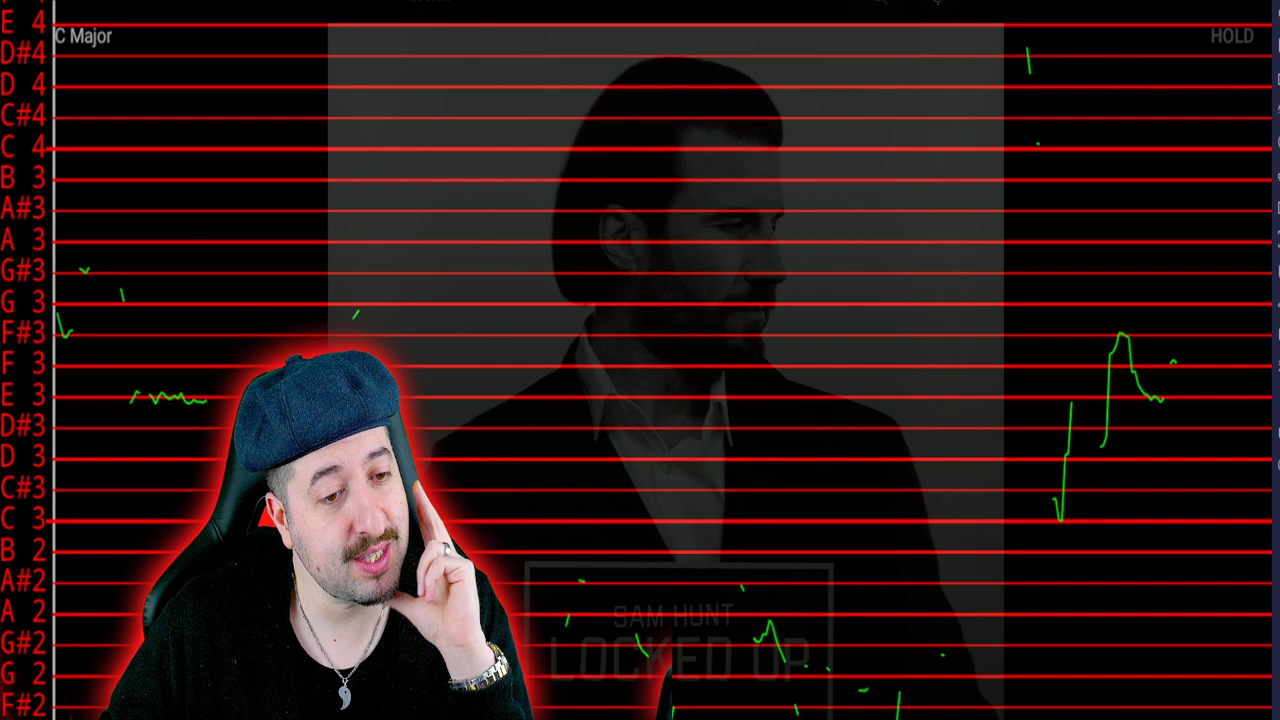 E 4
C Major
HOLD
D#4
D 4
C#4
C 4
B 3
A#3
A 3
G#3
G 3
F#3
F 3
E 3
D#3
D 3
C#3
C 3
B 2
A#2
A 2
G#2
G 2
F#2
SAM HUNT
LOCKED UP